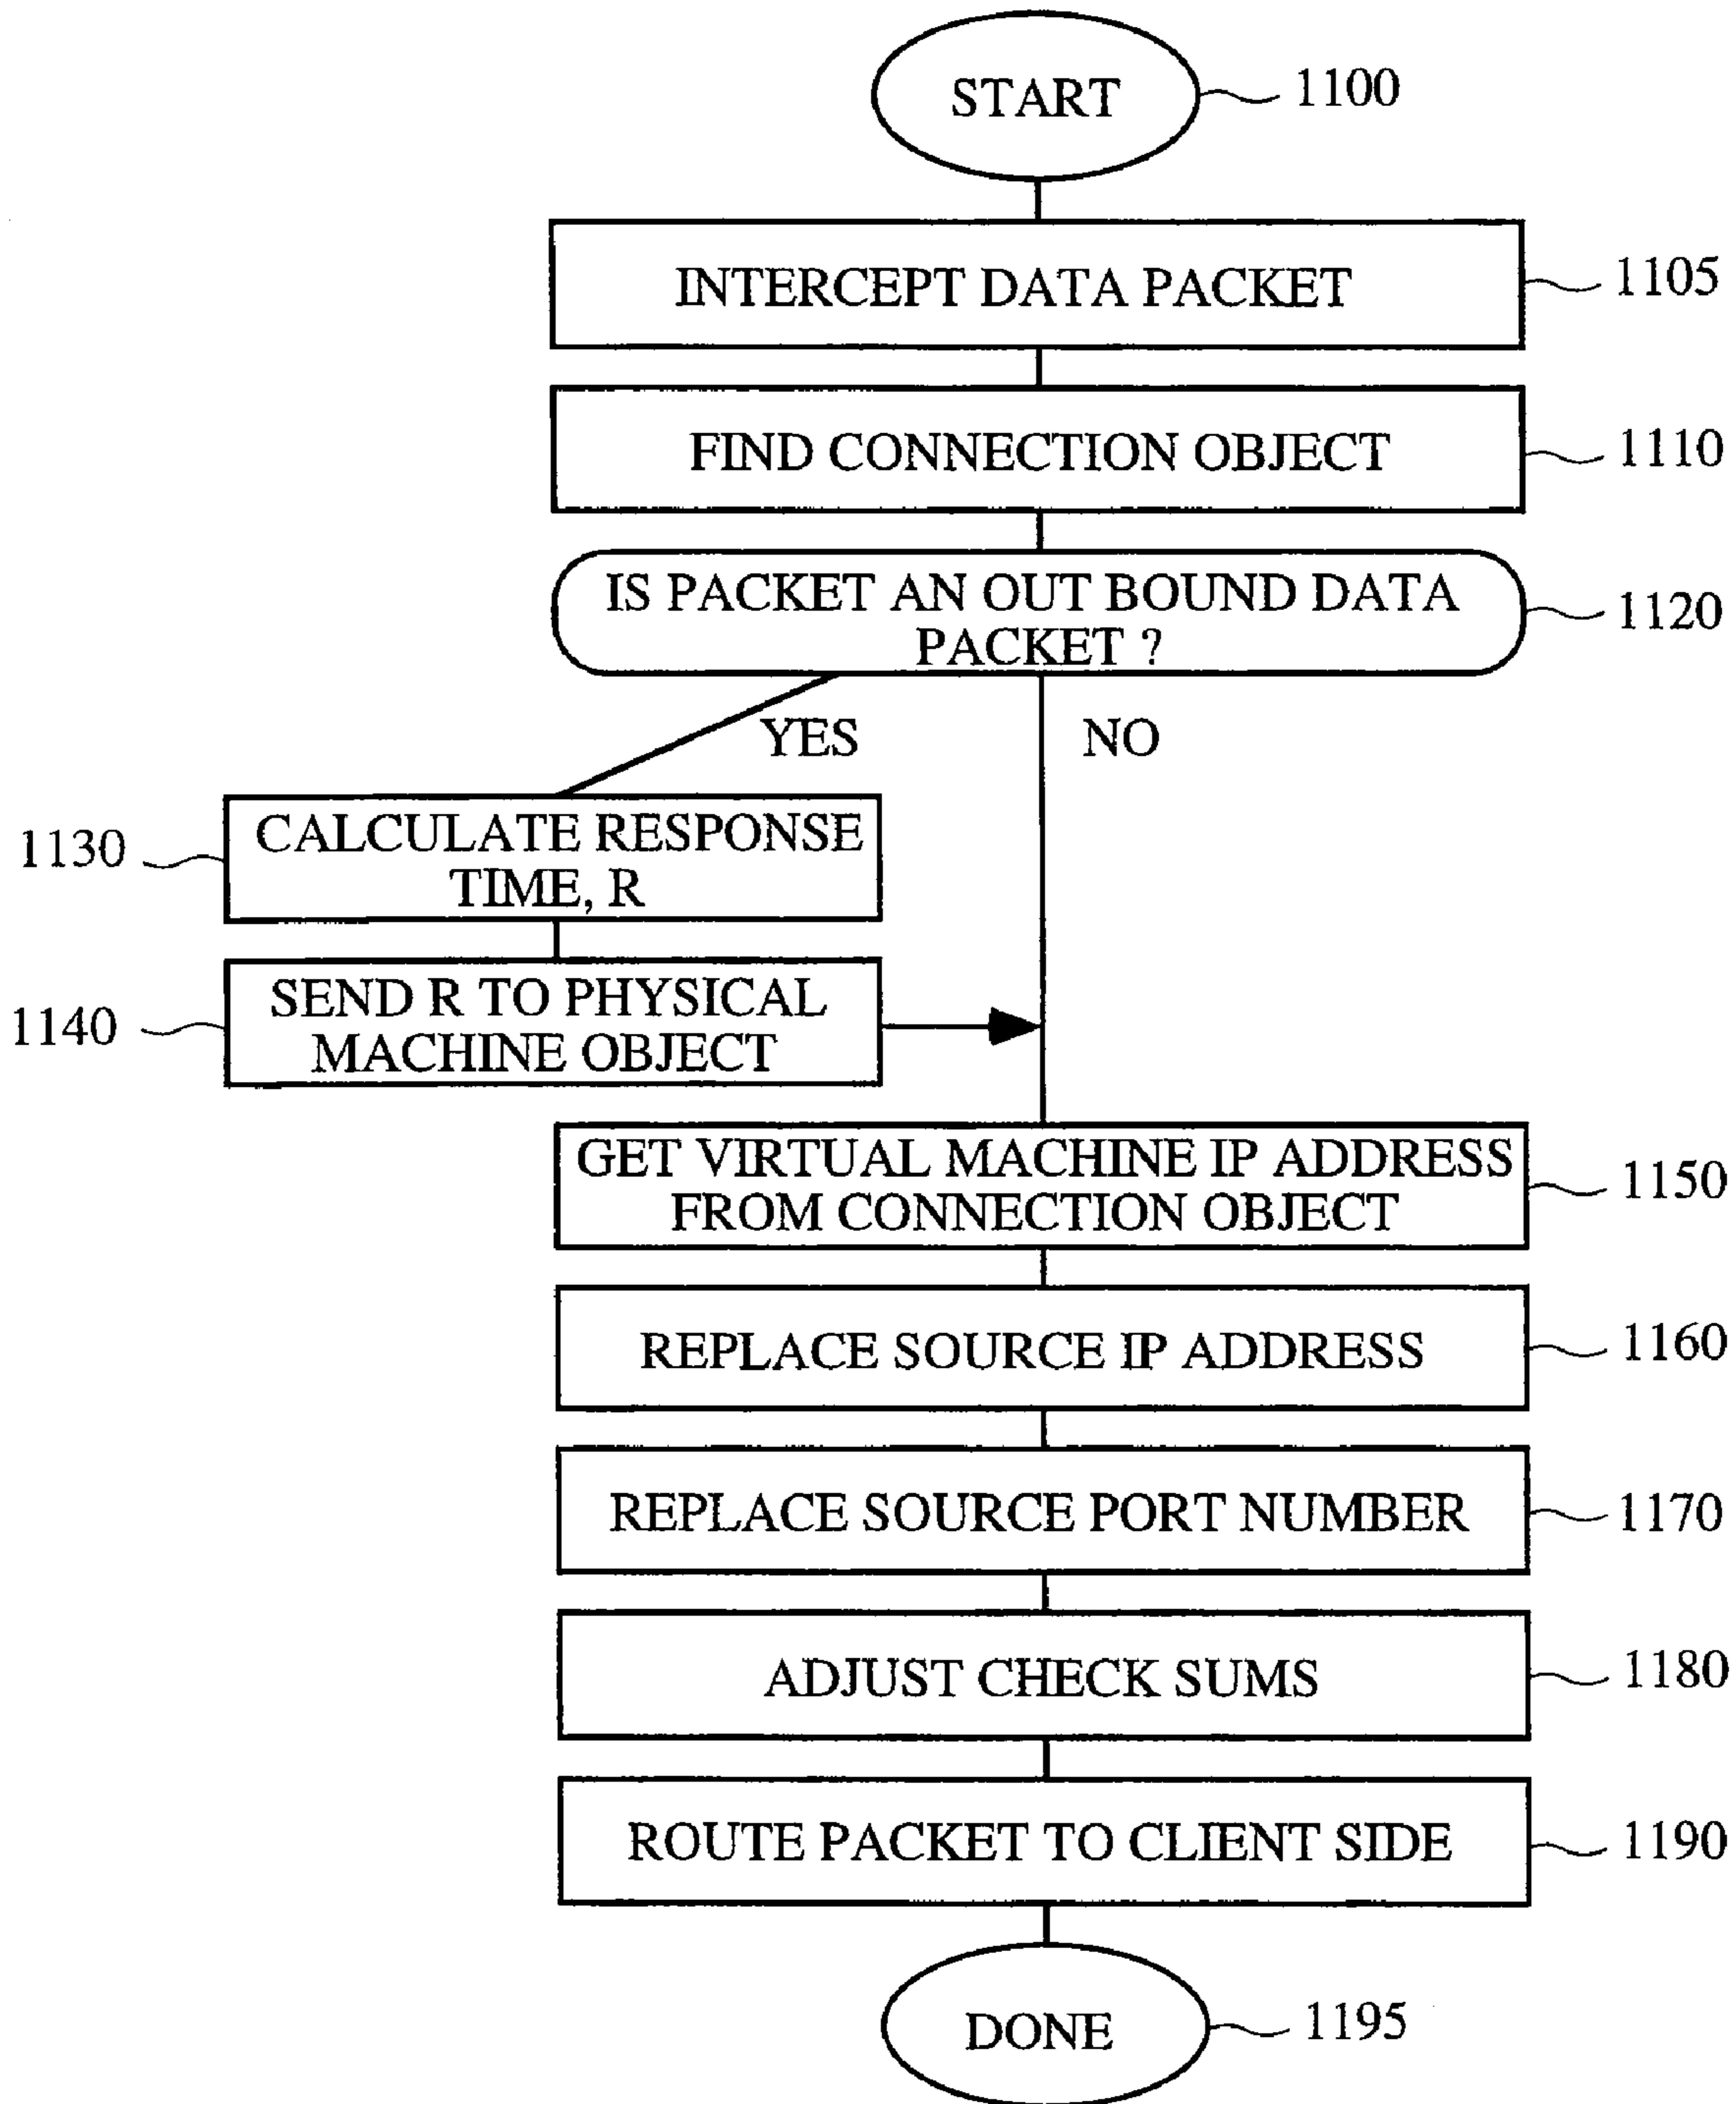 START
1100
INTERCEPT DATA PACKET
1105
FIND CONNECTION OBJECT
1110
IS PACKET AN OUT BOUND DATA
PACKET ?
1120
YES
NO
1130
CALCULATE RESPONSE
TIME, R
1140
SEND R TO PHYSICAL
MACHINE OBJECT
GET VIRTUAL MACHINE IP ADDRESS
FROM CONNECTION OBJECT
1150
REPLACE SOURCE IP ADDRESS
1160
REPLACE SOURCE PORT NUMBER
1170
ADJUST CHECK SUMS
1180
ROUTE PACKET TO CLIENT SIDE
1190
DONE
1195